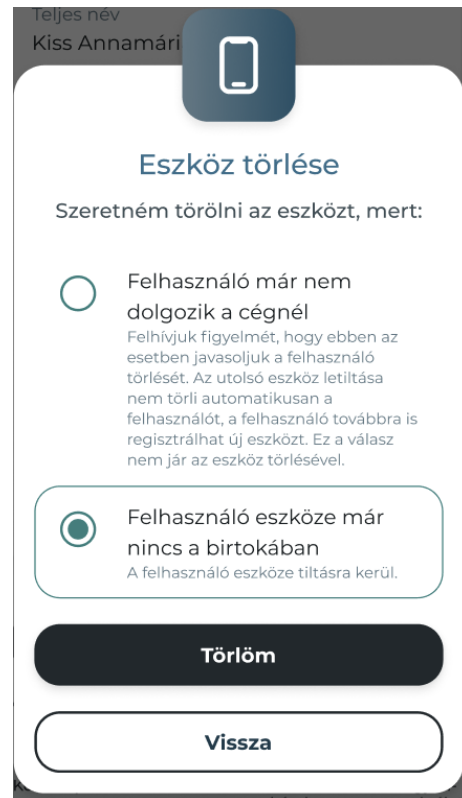 Teljes név
Kiss Annamári
Eszköz törlése
Szeretném törölni az eszközt, mert:
Felhasználó már nem
dolgozik a cégnél
Felhívjuk figyelmét, hogy ebben az
esetben javasoljuk a felhasználó
törlését. Az utolsó eszköz letiltása
nem törli automatikusan a
felhasználót, a felhasználó továbbra is
regisztrálhat új eszközt. Ez a válasz
nem jár az eszköz törlésével.
Felhasználó eszköze már
nincs a birtokában
A felhasználó eszköze tiltásra kerül.
Törlöm
Vissza